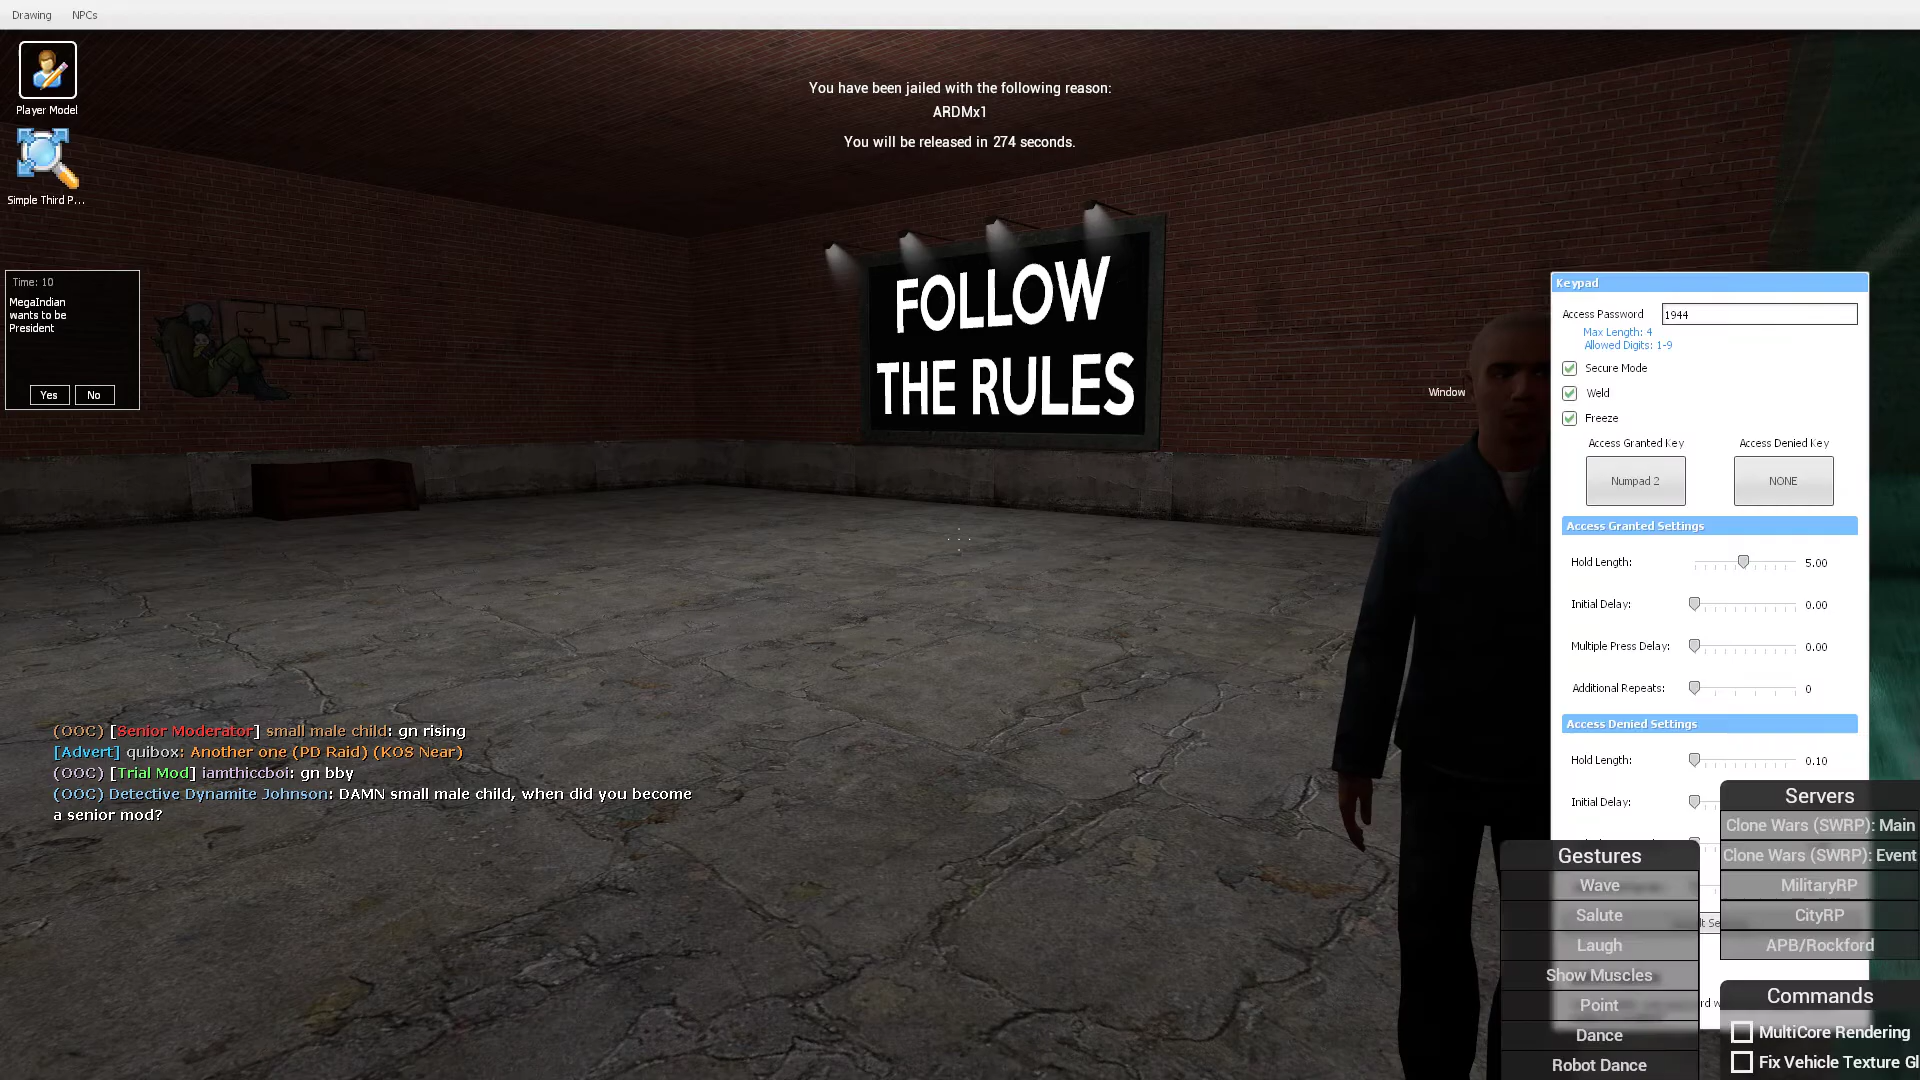 Drawing NPCs
Player Model
Simple Third P...
You have been jailed with the following reason:
ARDMx1
You will be released in 274 seconds.
FOLLOW
THE RULES
Time: 10
MegaIndian
wants to be
President
Yes No
Window
Keypad
Access Password 1944
Max Length: 4
Allowed Digits: 1-9
Secure Mode
Weld
Freeze
Access Granted Key Access Denied Key
Numpad 2 NONE
Access Granted Settings
Hold Length: 5.00
Initial Delay: 0.00
Multiple Press Delay: 0.00
Additional Repeats: 0
Access Denied Settings
Hold Length: 0.10
Initial Delay:
(OOC) [Senior Moderator] small male child: gn rising
[Advert] quibox: Another one (PD Raid) (KOS Near)
(OOC) [Trial Mod] iamthiccboi: gn bby
(OOC) Detective Dynamite Johnson: DAMN small male child, when did you become
a senior mod?
Gestures
Wave
Salute
Laugh
Show Muscles
Point
Dance
Robot Dance
Servers
Clone Wars (SWRP): Main
Clone Wars (SWRP): Event
MilitaryRP
CityRP
APB/Rockford
Commands
MultiCore Rendering
Fix Vehicle Texture Gl